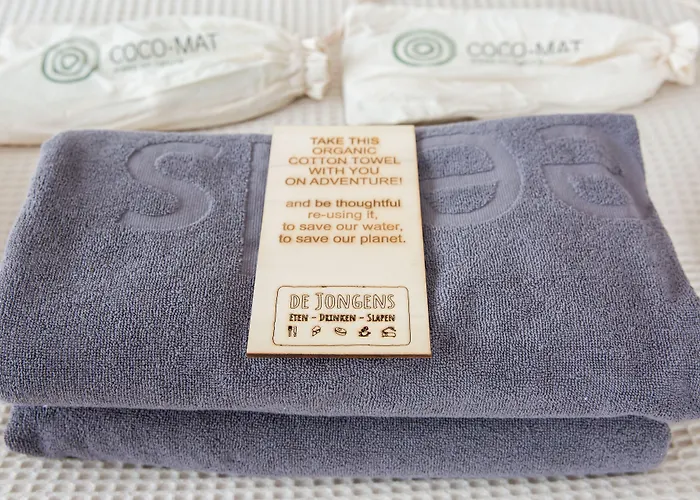 COCO-MAT
COCO-MAT
TAKE THIS
ORGANIC
COTTON TOWEL
WITH YOU
ON ADVENTURE!
and be thoughtful
re-using it,
to save our water,
to save our planet.
DE JONGENS
ETEN - DRINKEN - SLAPEN